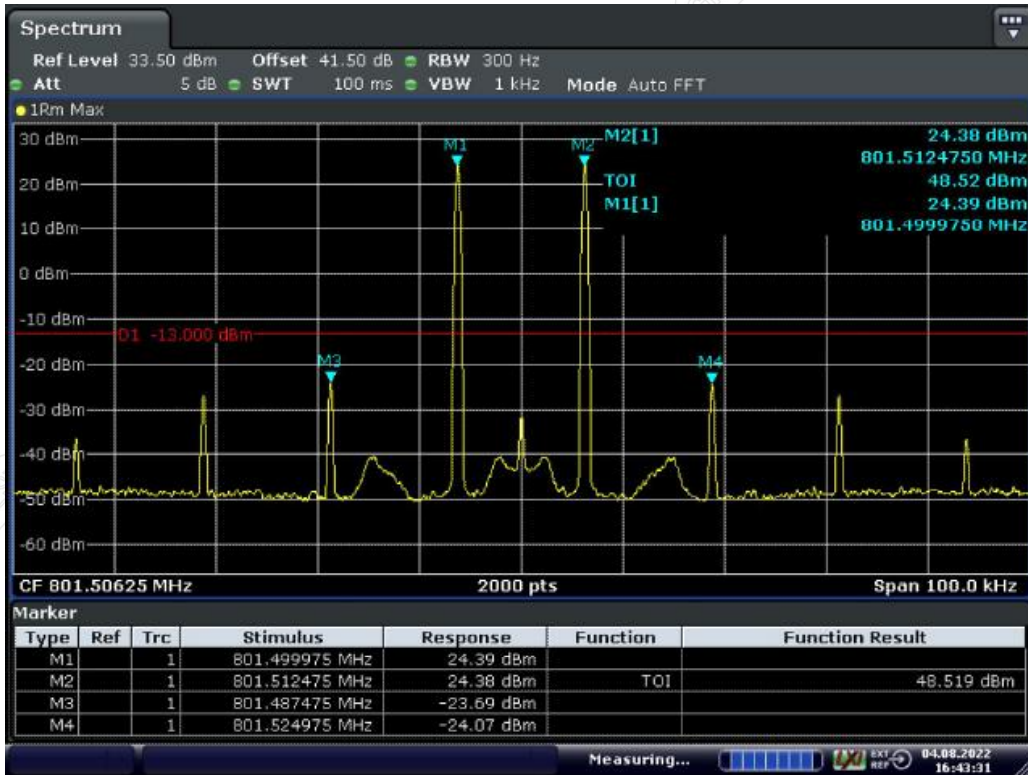 Spectrum
Ref Level 33.50 dBm Offset 41.50 dB RBW 300 Hz
Att 5 dB SWT 100 ms VBW 1 kHz Mode Auto FFT
1Rm Max
30 dBm
M1
M2
M2[1] 24.38 dBm
801.5124750 MHz
20 dBm
TOI 48.52 dBm
M1[1] 24.39 dBm
801.4999750 MHz
10 dBm
0 dBm
-10 dBm
D1 -13.000 dBm
M3
M4
-20 dBm
-30 dBm
-40 dBm
-50 dBm
-60 dBm
CF 801.50625 MHz 2000 pts Span 100.0 kHz
Marker
Type Ref Trc Stimulus Response Function Function Result
M1 1 801.499975 MHz 24.39 dBm
M2 1 801.512475 MHz 24.38 dBm TOI 48.519 dBm
M3 1 801.487475 MHz -23.69 dBm
M4 1 801.524975 MHz -24.07 dBm
Measuring... LXI EXT REF 04.08.2022
16:43:31